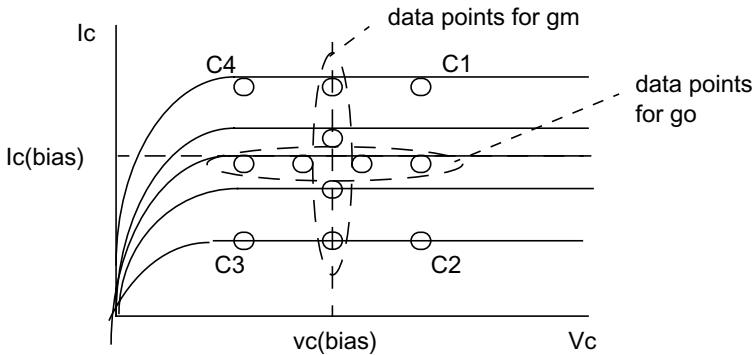 data points for gm
Ic
C4
C1
data points
for go
Ic(bias)
C3
C2
vc(bias)
Vc